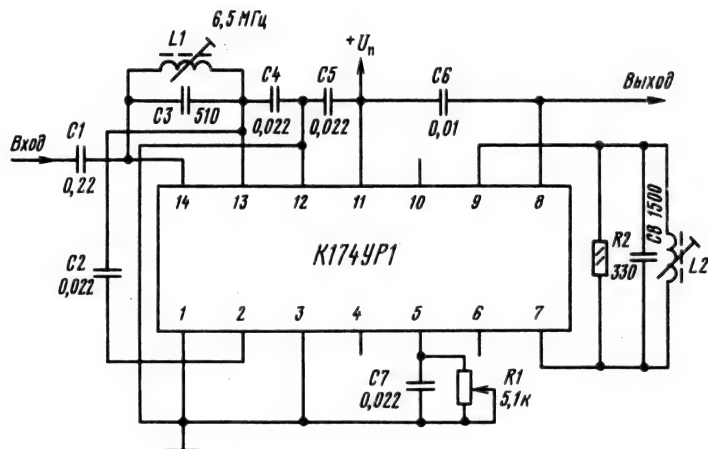 6,5 МГц
L1
+Uп
C4
C5
C6
Выход
C3 510
0,022
0,022
0,01
Вход
C1
0,22
14 13 12 11 10 9 8
К174УР1
C2
0,022
R2
330
C8 1500
L2
1 2 3 4 5 6 7
C7
0,022
R1
5,1к